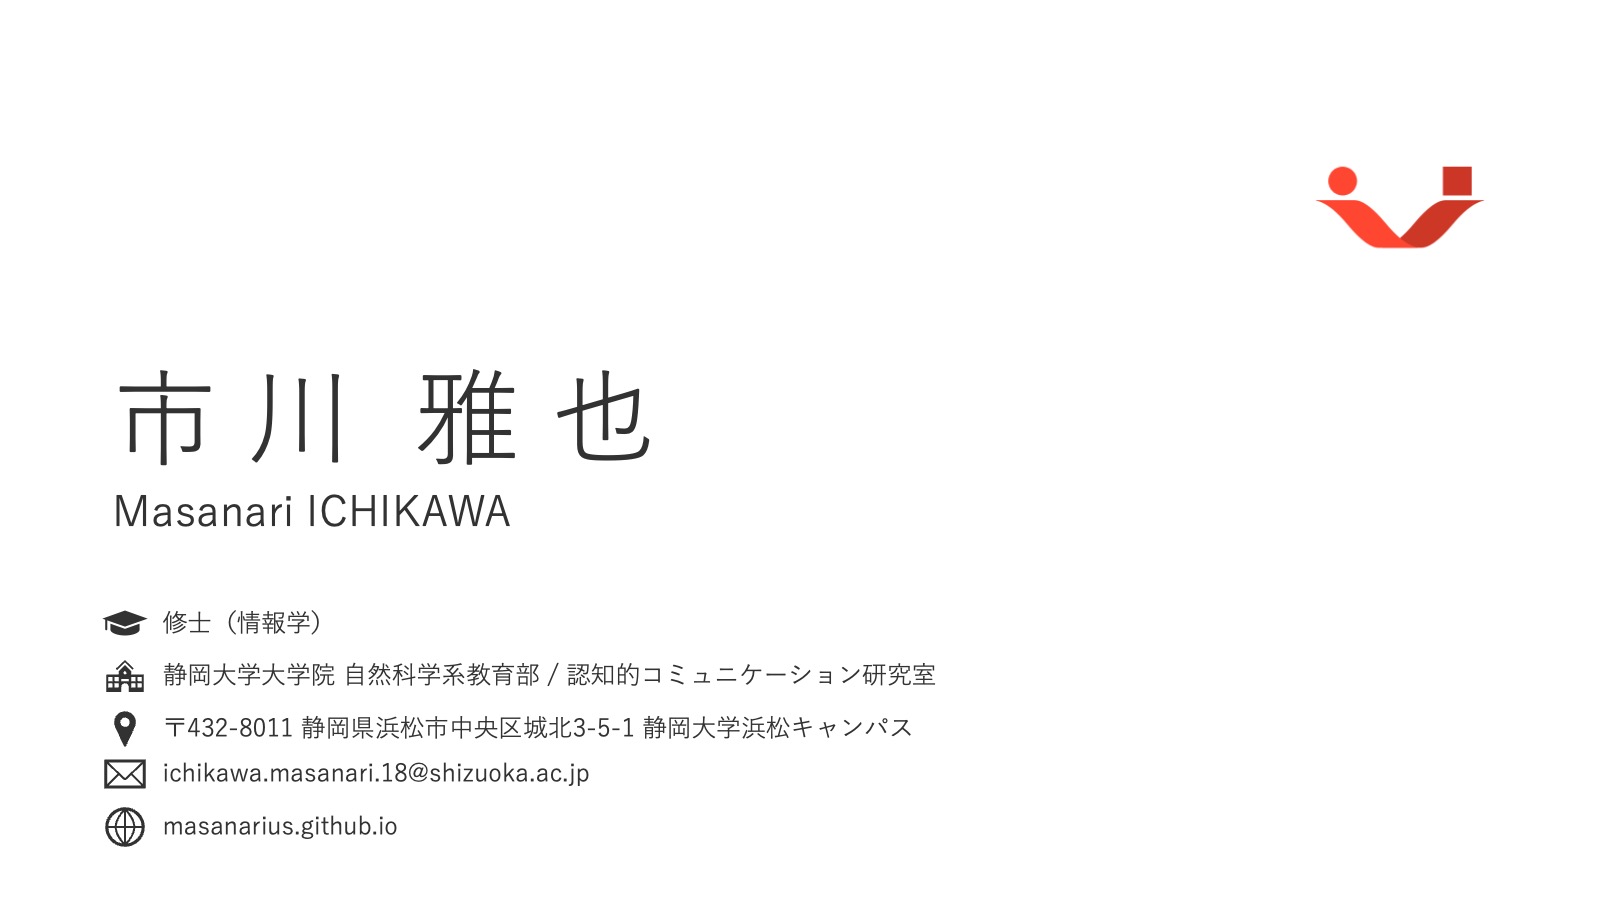 市川 雅也
Masanari ICHIKAWA
修士（情報学）
静岡大学大学院 自然科学系教育部 / 認知的コミュニケーション研究室
〒432-8011 静岡県浜松市中央区城北3-5-1 静岡大学浜松キャンパス
ichikawa.masanari.18@shizuoka.ac.jp
masanarius.github.io